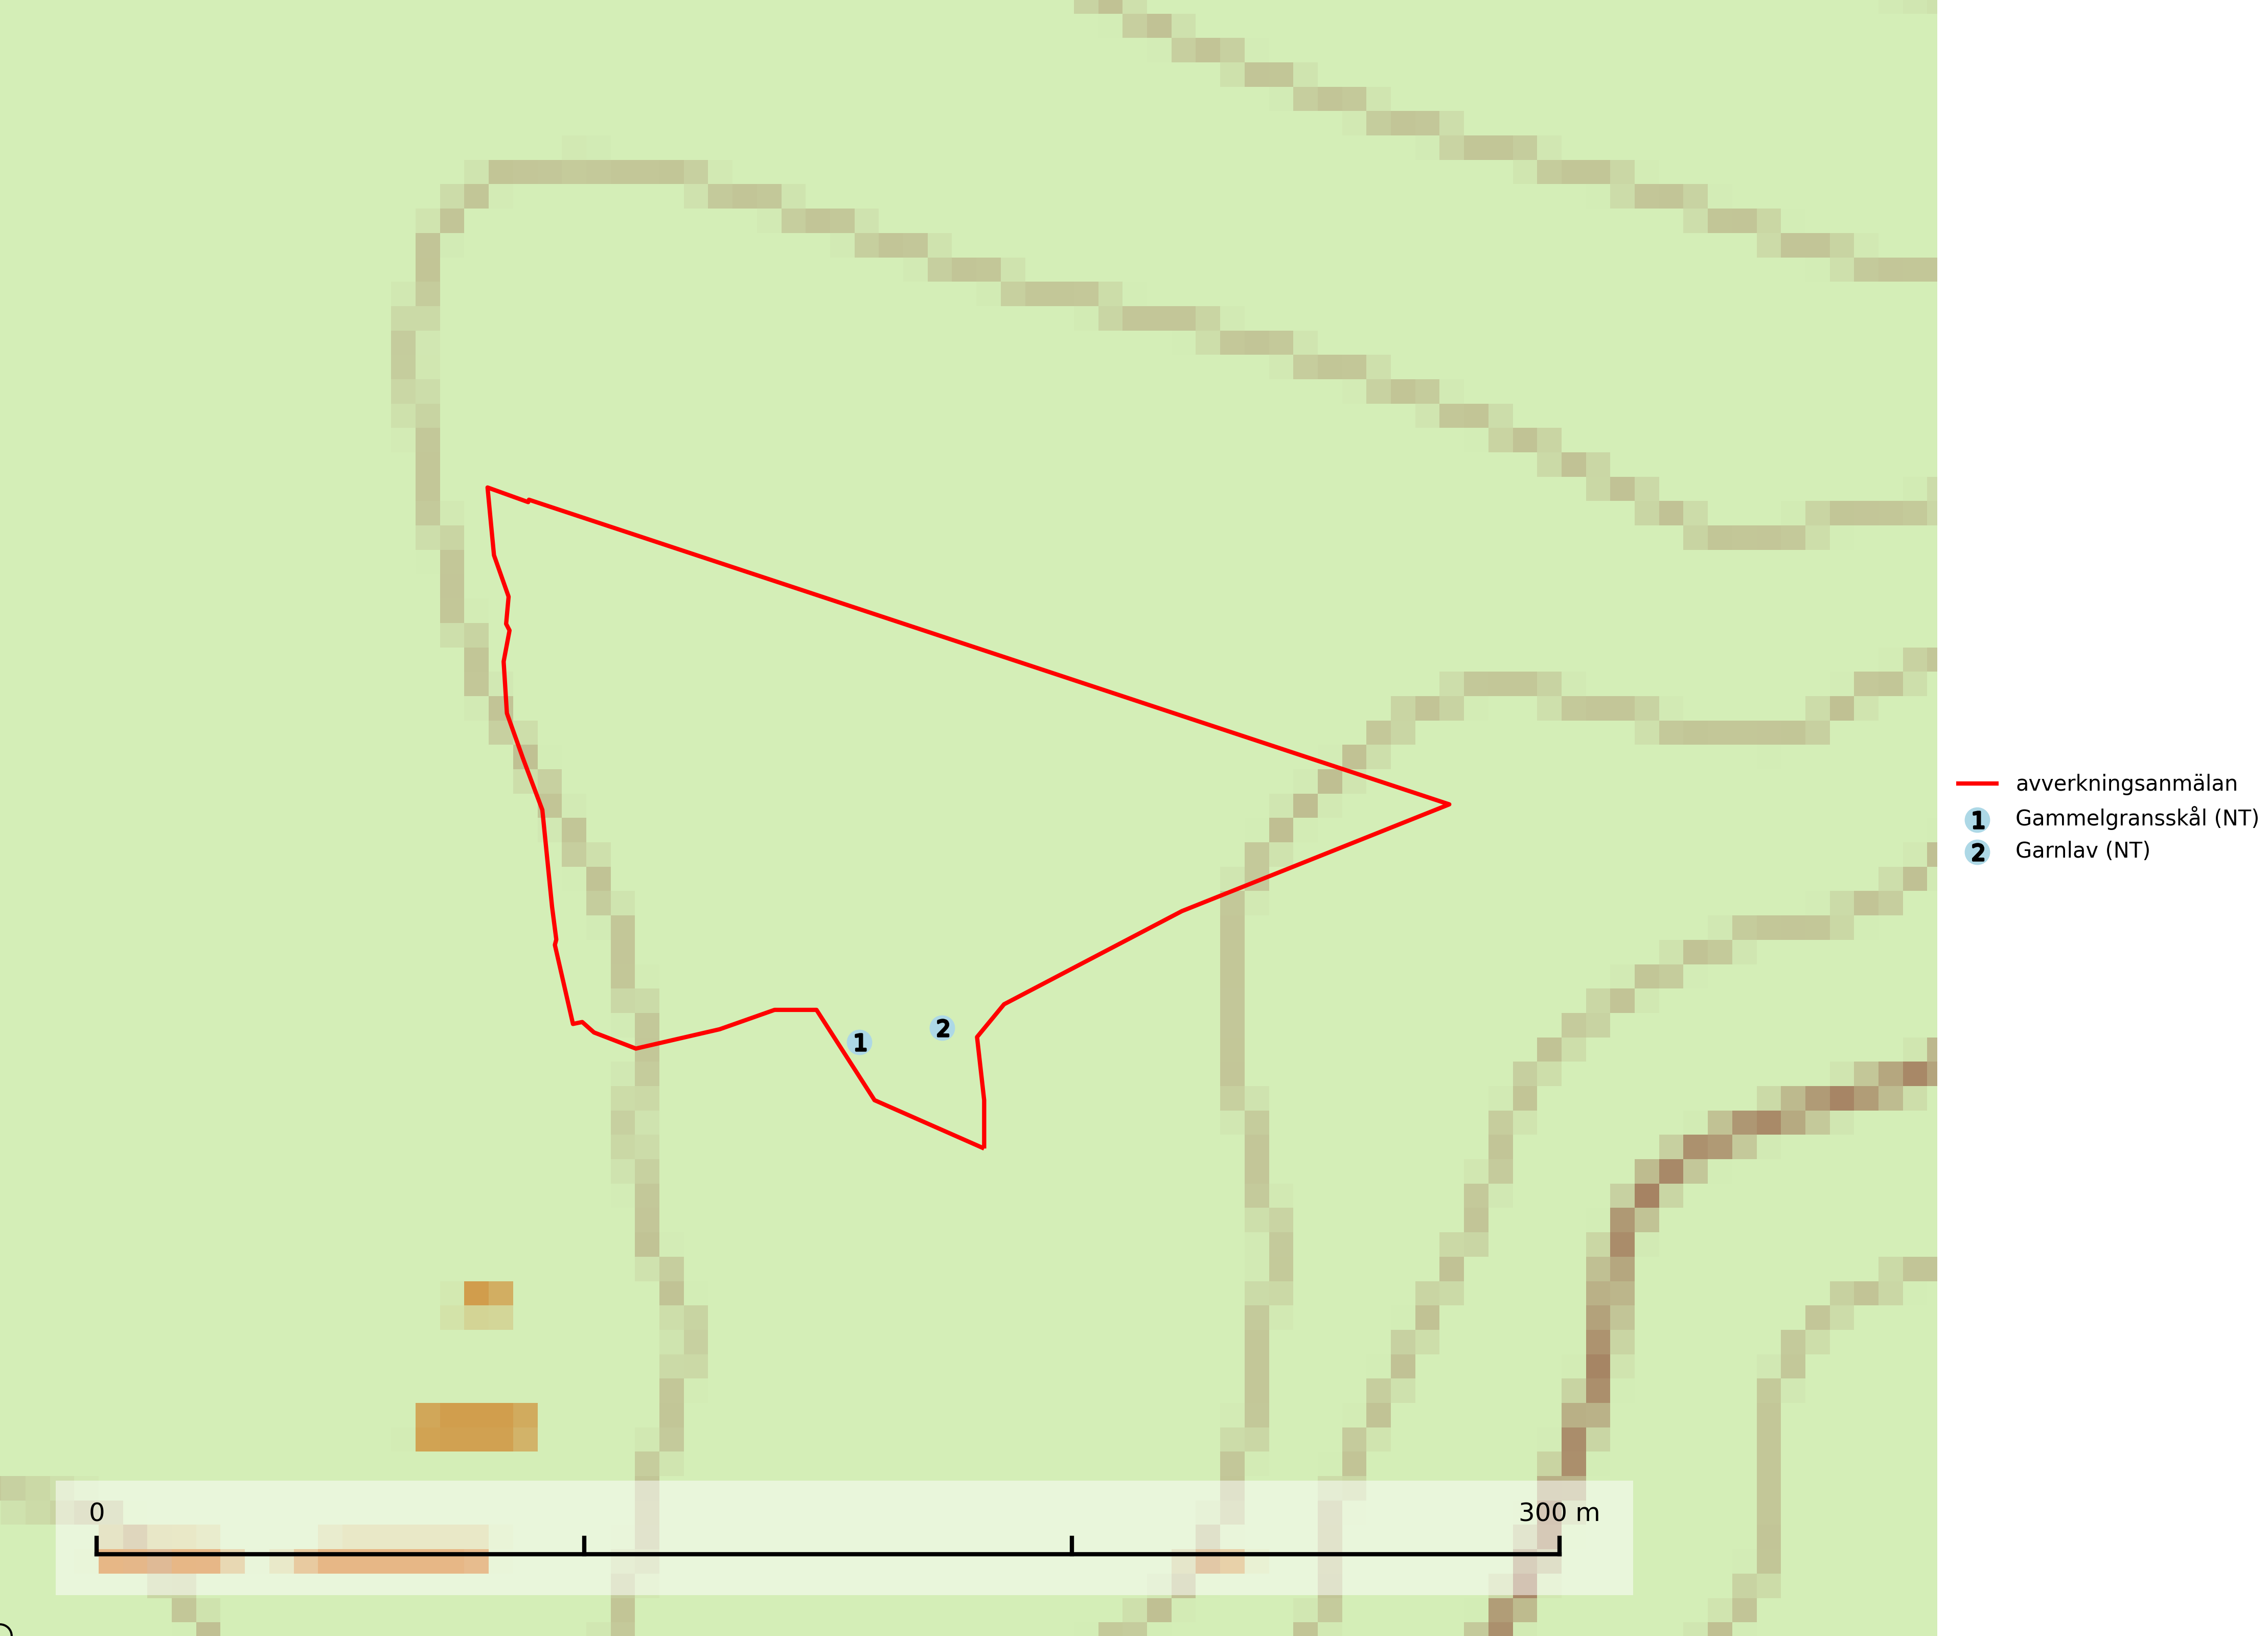 1
2
avverkningsanmälan
1 Gammelgransskål (NT)
2 Garnlav (NT)
0 300 m